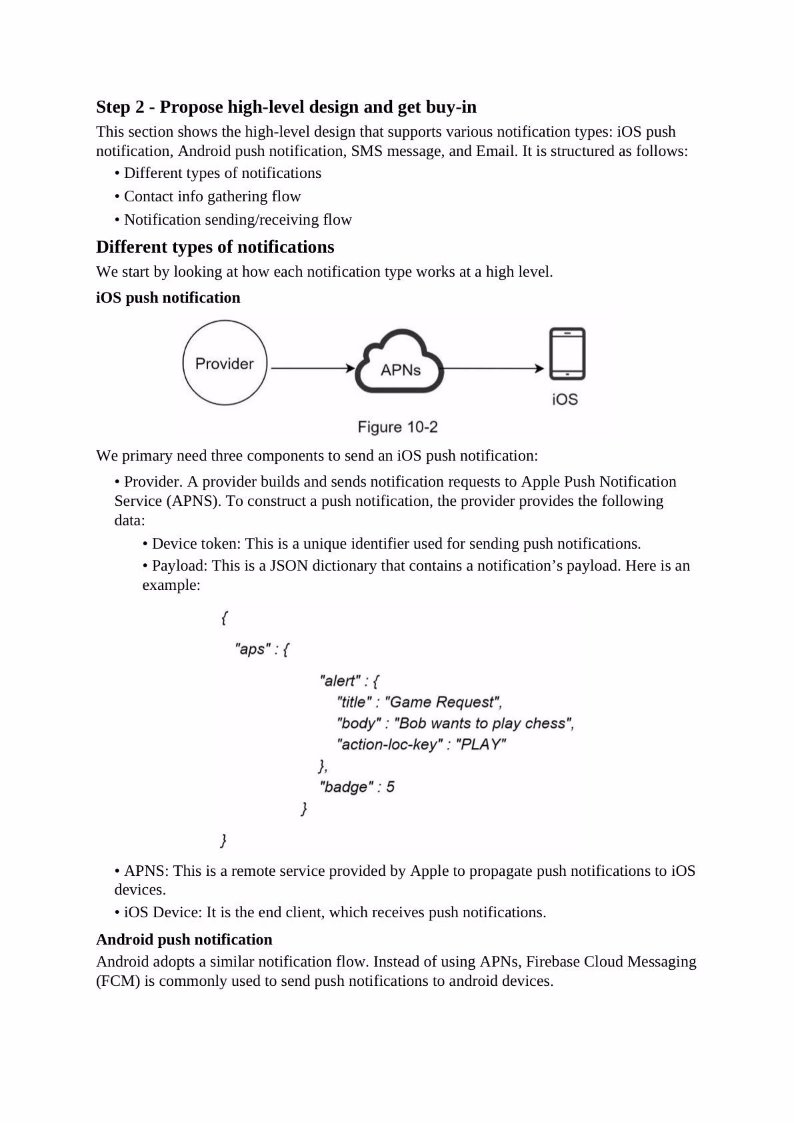 Step 2 - Propose high-level design and get buy-in
This section shows the high-level design that supports various notification types: iOS push
notification, Android push notification, SMS message, and Email. It is structured as follows:
• Different types of notifications
• Contact info gathering flow
• Notification sending/receiving flow
Different types of notifications
We start by looking at how each notification type works at a high level.
iOS push notification
Provider
APNs
iOS
Figure 10-2
We primary need three components to send an iOS push notification:
• Provider. A provider builds and sends notification requests to Apple Push Notification
Service (APNS). To construct a push notification, the provider provides the following
data:
• Device token: This is a unique identifier used for sending push notifications.
• Payload: This is a JSON dictionary that contains a notification’s payload. Here is an
example:
{
"aps" : {
"alert" : {
"title" : "Game Request",
"body" : "Bob wants to play chess",
"action-loc-key" : "PLAY"
},
"badge" : 5
}
}
• APNS: This is a remote service provided by Apple to propagate push notifications to iOS
devices.
• iOS Device: It is the end client, which receives push notifications.
Android push notification
Android adopts a similar notification flow. Instead of using APNs, Firebase Cloud Messaging
(FCM) is commonly used to send push notifications to android devices.